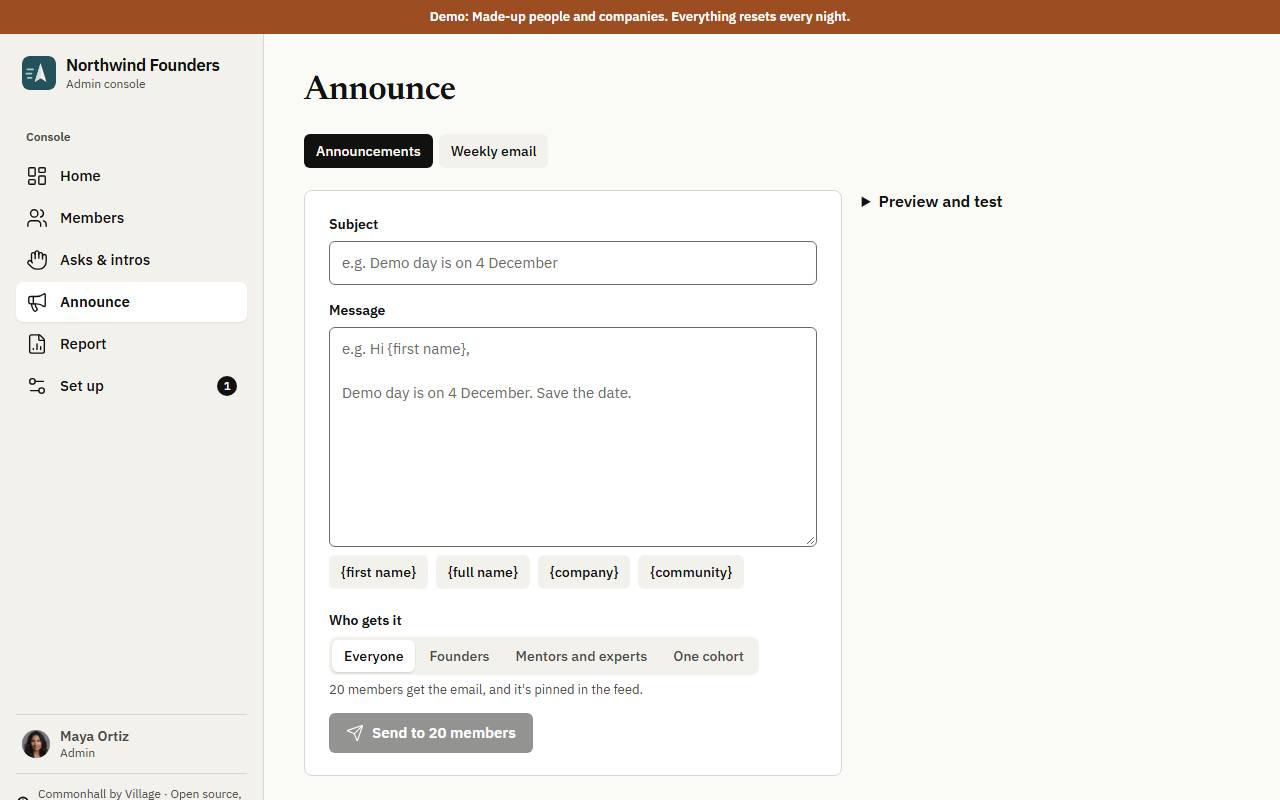 Demo: Made-up people and companies. Everything resets every night.
Northwind Founders
Admin console
Console
Home
Members
Asks & intros
Announce
Report
Set up
1
Maya Ortiz
Admin
Commonhall by Village · Open source,
Announce
Announcements
Weekly email
Subject
e.g. Demo day is on 4 December
Message
e.g. Hi {first name},
Demo day is on 4 December. Save the date.
{first name}
{full name}
{company}
{community}
Who gets it
Everyone
Founders
Mentors and experts
One cohort
20 members get the email, and it's pinned in the feed.
Send to 20 members
Preview and test